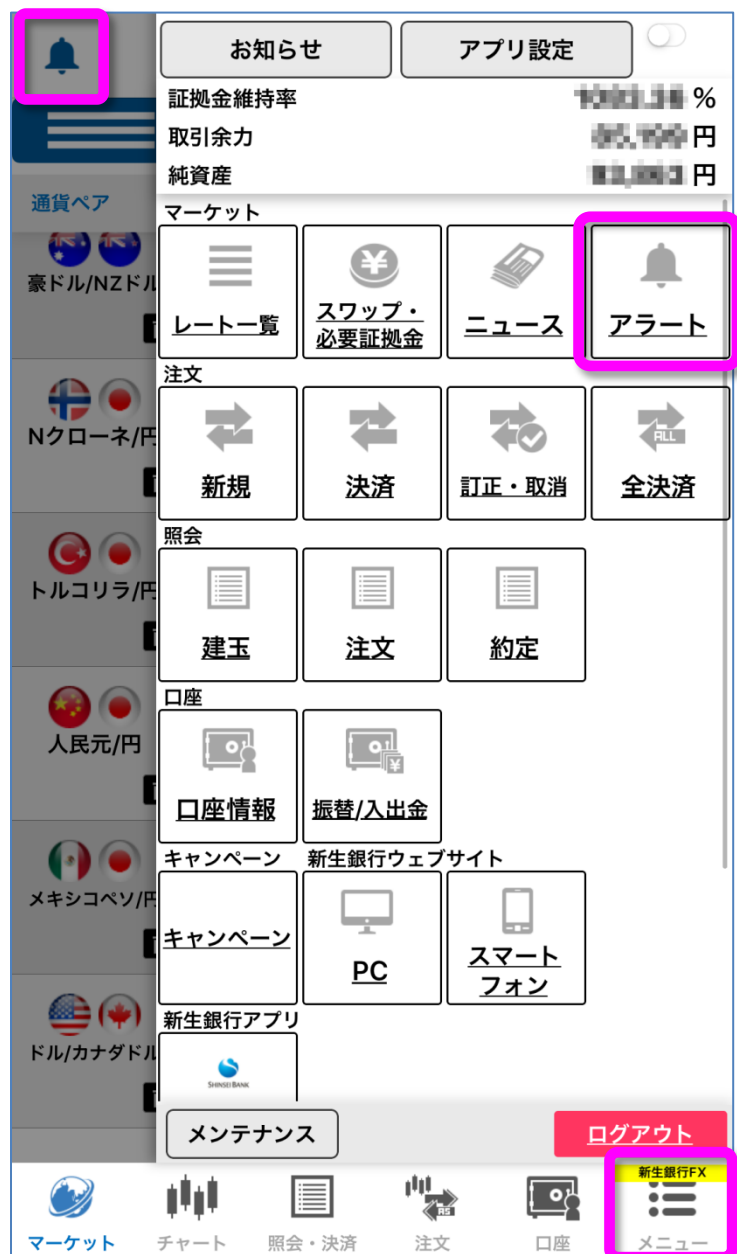 お知らせ
アプリ設定
証拠金維持率
%
取引余力
円
純資産
円
通貨ペア
マーケット
豪ドル/NZドル
レート一覧
スワップ・
必要証拠金
ニュース
アラート
注文
Nクローネ/円
新規
決済
訂正・取消
ALL
全決済
照会
トルコリラ/円
建玉
注文
約定
口座
人民元/円
口座情報
振替/入出金
キャンペーン
新生銀行ウェブサイト
メキシコペソ/円
キャンペーン
PC
スマート
フォン
新生銀行アプリ
ドル/カナダドル
SHINSEI BANK
メンテナンス
ログアウト
新生銀行FX
マーケット
チャート
照会・決済
注文
口座
メニュー